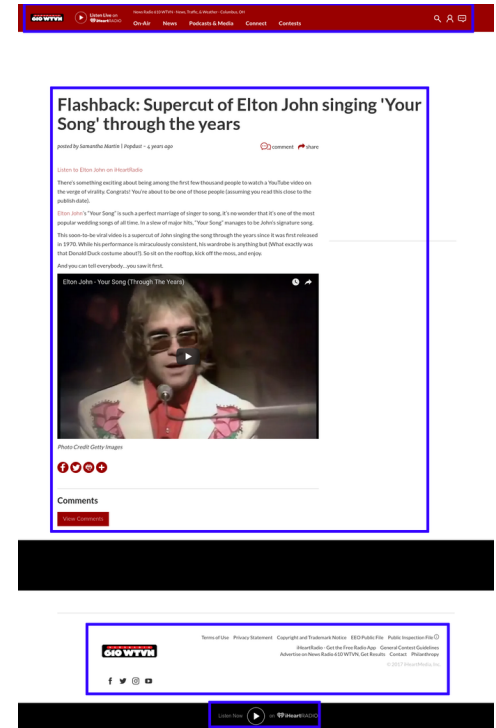 610 WTVN
Listen Live on
iHeartRADIO
News Radio 610 WTVN - News, Traffic, & Weather - Columbus, OH
On-Air News Podcasts & Media Connect Contests
Flashback: Supercut of Elton John singing 'Your
Song' through the years
posted by Samantha Martin | Popdust - 4 years ago
comment share
Listen to Elton John on iHeartRadio
There's something exciting about being among the first few thousand people to watch a YouTube video on
the verge of virality. Congrats! You're about to be one of those people (assuming you read this close to the
publish date).
Elton John's "Your Song" is such a perfect marriage of singer to song, it's no wonder that it's one of the most
popular wedding songs of all time. In a slew of major hits, "Your Song" manages to be John's signature song.
This soon-to-be viral video is a supercut of John singing the song through the years since it was first released
in 1970. While his performance is miraculously consistent, his wardrobe is anything but (What exactly was
that Donald Duck costume about?). So sit on the rooftop, kick off the moss, and enjoy.
And you can tell everybody...you saw it first.
Elton John - Your Song (Through The Years)
Photo Credit Getty Images
Comments
View Comments
610 WTVN
Terms of Use Privacy Statement Copyright and Trademark Notice EEO Public File Public Inspection File
iHeartRadio - Get the Free Radio App General Contest Guidelines
Advertise on News Radio 610 WTVN, Get Results Contact Philanthropy
© 2017 iHeartMedia, Inc.
Listen Now on iHeartRADIO